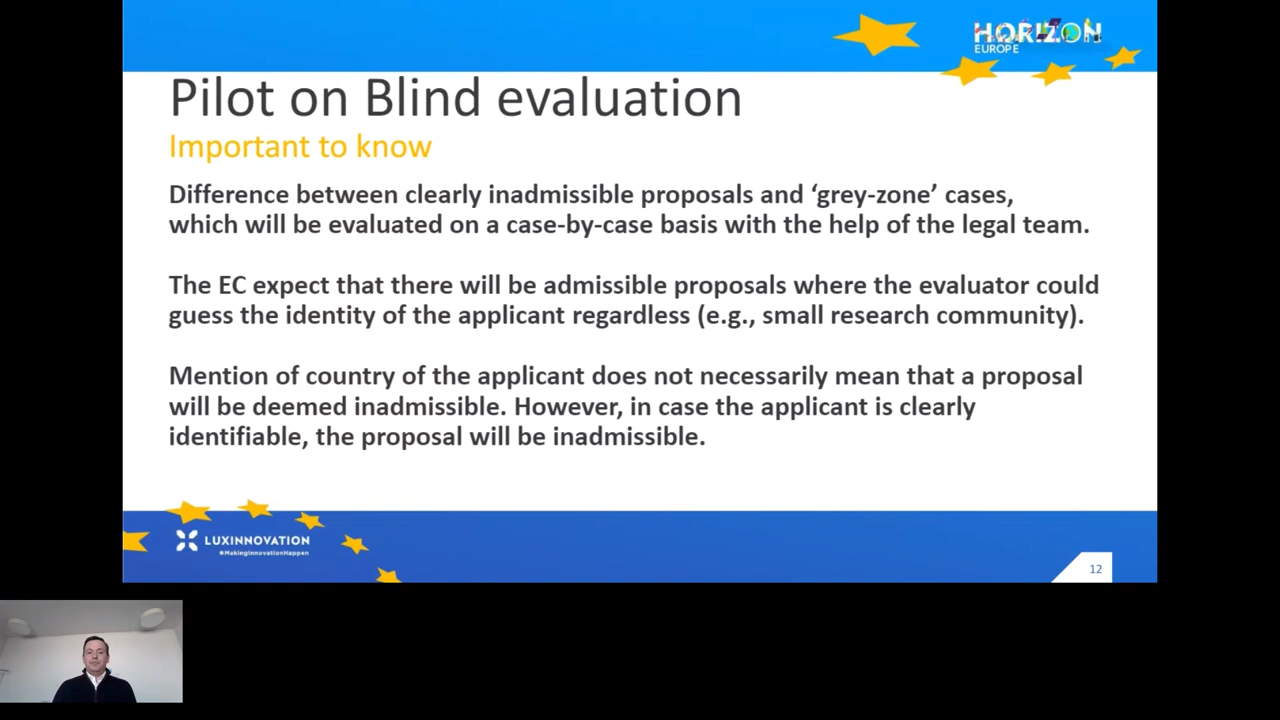 HORIZON
EUROPE
Pilot on Blind evaluation
Important to know
Difference between clearly inadmissible proposals and ‘grey-zone’ cases,
which will be evaluated on a case-by-case basis with the help of the legal team.
The EC expect that there will be admissible proposals where the evaluator could
guess the identity of the applicant regardless (e.g., small research community).
Mention of country of the applicant does not necessarily mean that a proposal
will be deemed inadmissible. However, in case the applicant is clearly
identifiable, the proposal will be inadmissible.
LUXINNOVATION
#MakingInnovationHappen
12